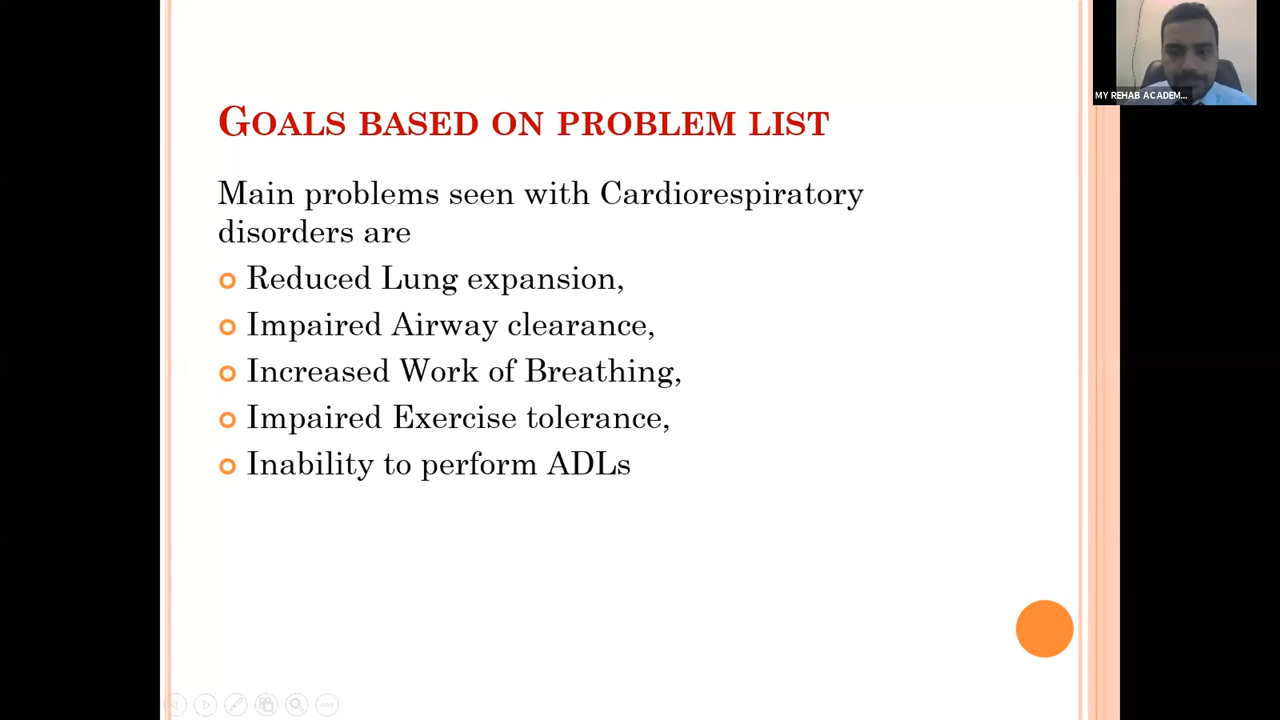 MY REHAB ACADEM...
Goals based on problem list
Main problems seen with Cardiorespiratory
disorders are
Reduced Lung expansion,
Impaired Airway clearance,
Increased Work of Breathing,
Impaired Exercise tolerance,
Inability to perform ADLs